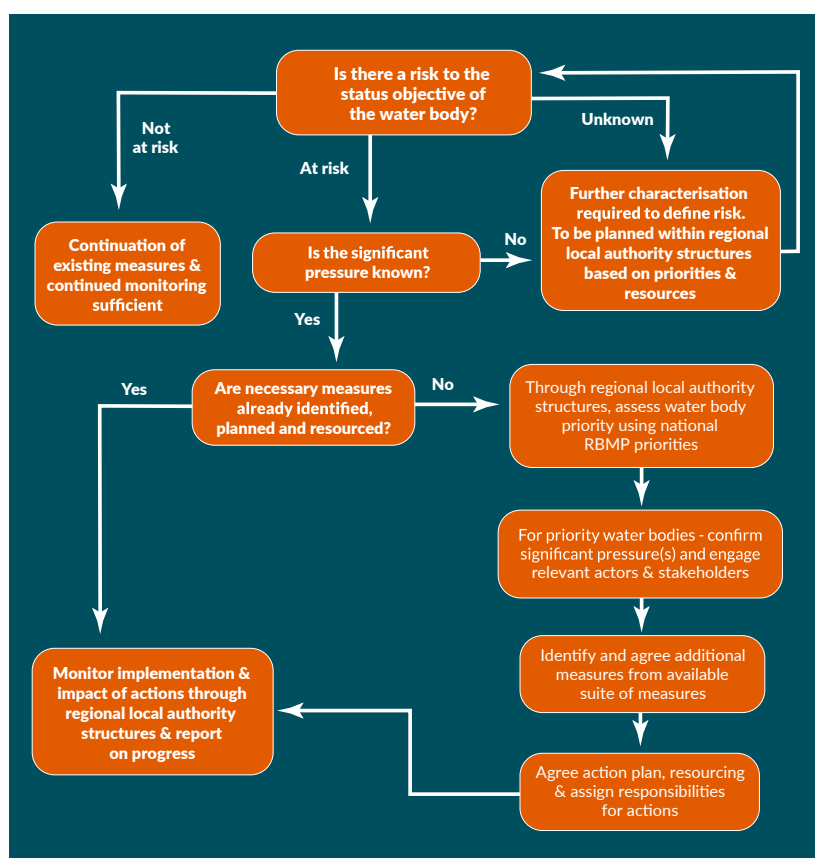 Is there a risk to the
status objective of
the water body?
Not
at risk
At risk
Unknown
Continuation of
existing measures &
continued monitoring
sufficient
Is the significant
pressure known?
No
Further characterisation
required to define risk.
To be planned within regional
local authority structures
based on priorities &
resources
Yes
Are necessary measures
already identified,
planned and resourced?
Yes
No
Through regional local authority
structures, assess water body
priority using national
RBMP priorities
For priority water bodies - confirm
significant pressure(s) and engage
relevant actors & stakeholders
Identify and agree additional
measures from available
suite of measures
Agree action plan, resourcing
& assign responsibilities
for actions
Monitor implementation &
impact of actions through
regional local authority
structures & report
on progress